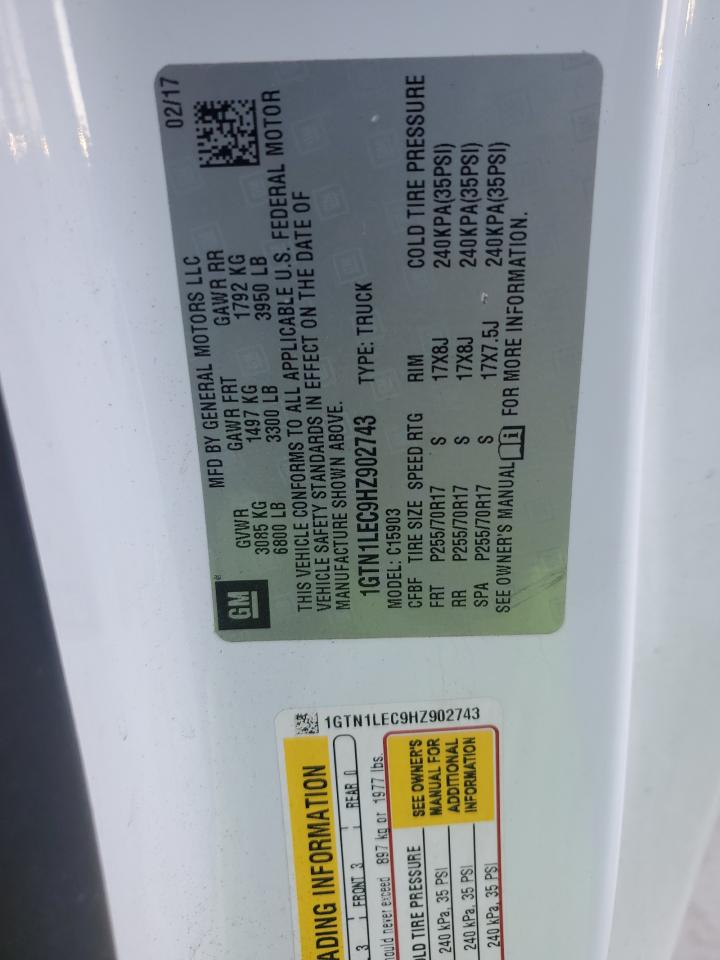 MFD BY GENERAL MOTORS LLC 02/17
GVWR GAWR FRT GAWR RR
3085 KG 1497 KG 1792 KG
6800 LB 3300 LB 3950 LB
GM
THIS VEHICLE CONFORMS TO ALL APPLICABLE U.S. FEDERAL MOTOR
VEHICLE SAFETY STANDARDS IN EFFECT ON THE DATE OF
MANUFACTURE SHOWN ABOVE.
1GTN1LEC9HZ902743 TYPE: TRUCK
MODEL: C15903
CFBF TIRE SIZE SPEED RTG RIM COLD TIRE PRESSURE
FRT P255/70R17 S 17X8J 240KPA(35PSI)
RR P255/70R17 S 17X8J 240KPA(35PSI)
SPA P255/70R17 S 17X7.5J 240KPA(35PSI)
SEE OWNER'S MANUAL FOR MORE INFORMATION.
1GTN1LEC9HZ902743
ADING INFORMATION
3 FRONT 3 REAR 0
ould never exceed 897 kg or 1977 lbs.
OLD TIRE PRESSURE
240 kPa, 35 PSI
240 kPa, 35 PSI
240 kPa, 35 PSI
SEE OWNER'S
MANUAL FOR
ADDITIONAL
INFORMATION